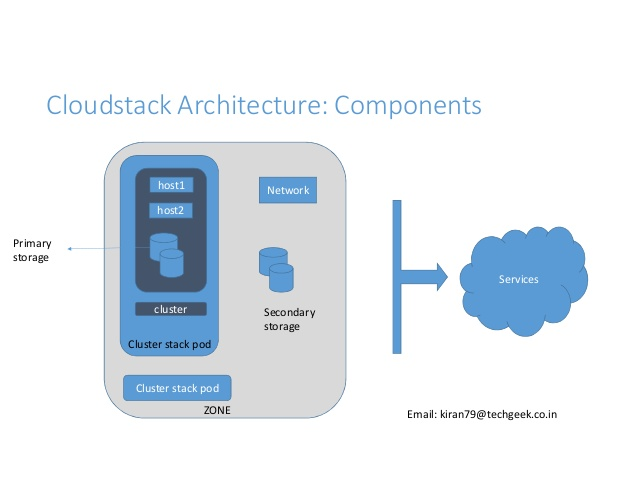 Cloudstack Architecture: Components
host1
Network
host2
Primary
storage
Services
cluster
Secondary
storage
Cluster stack pod
Cluster stack pod
ZONE
Email: kiran79@techgeek.co.in